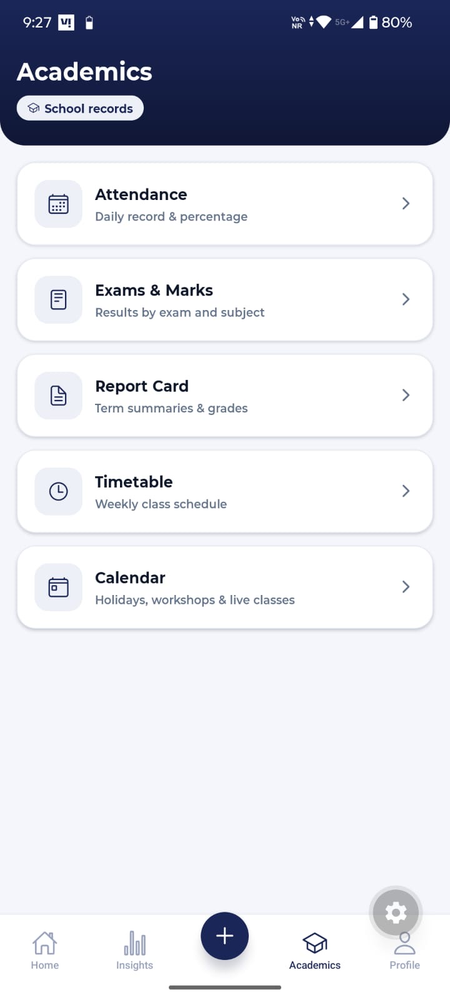 9:27
Vo NR 5G+ 80%
Academics
School records
Attendance
Daily record & percentage
Exams & Marks
Results by exam and subject
Report Card
Term summaries & grades
Timetable
Weekly class schedule
Calendar
Holidays, workshops & live classes
Home Insights Academics Profile